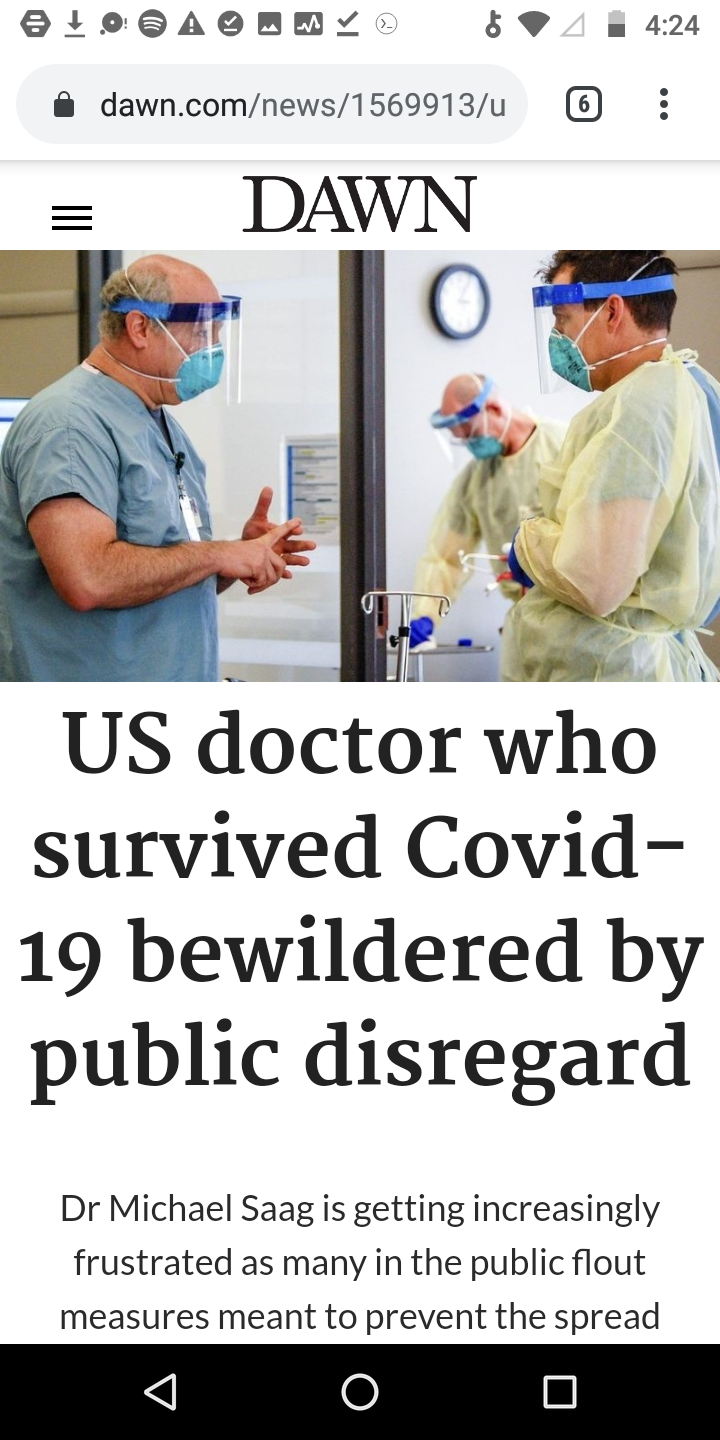 4:24
dawn.com/news/1569913/u
6
DAWN
US doctor who
survived Covid-
19 bewildered by
public disregard
Dr Michael Saag is getting increasingly
frustrated as many in the public flout
measures meant to prevent the spread